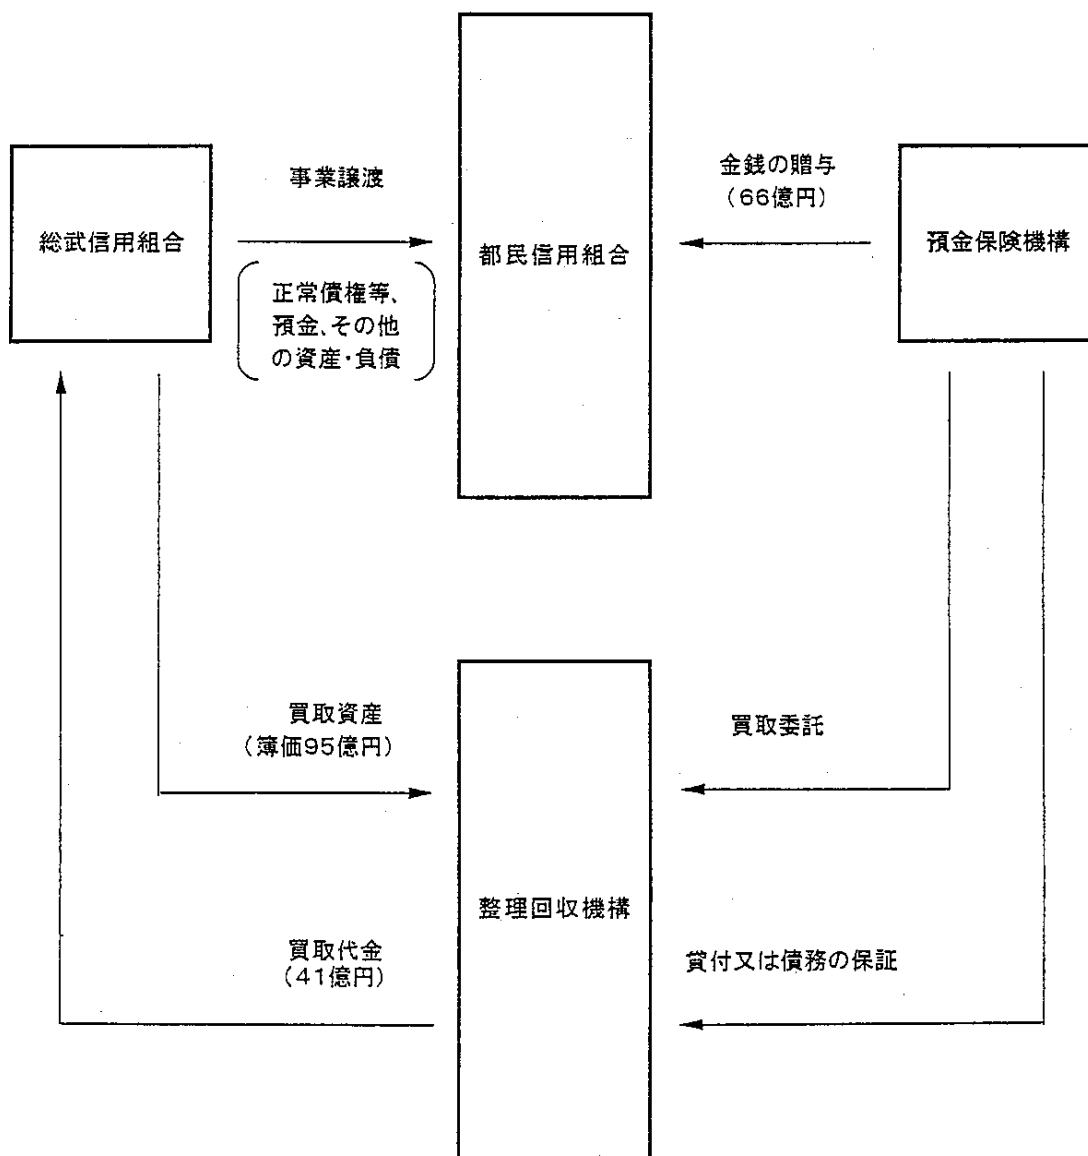 総武信用組合
事業譲渡
正常債権等、
預金、その他
の資産・負債
都民信用組合
金銭の贈与
(66億円)
預金保険機構
買取資産
(簿価95億円)
買取委託
整理回収機構
買取代金
(41億円)
貸付又は債務の保証